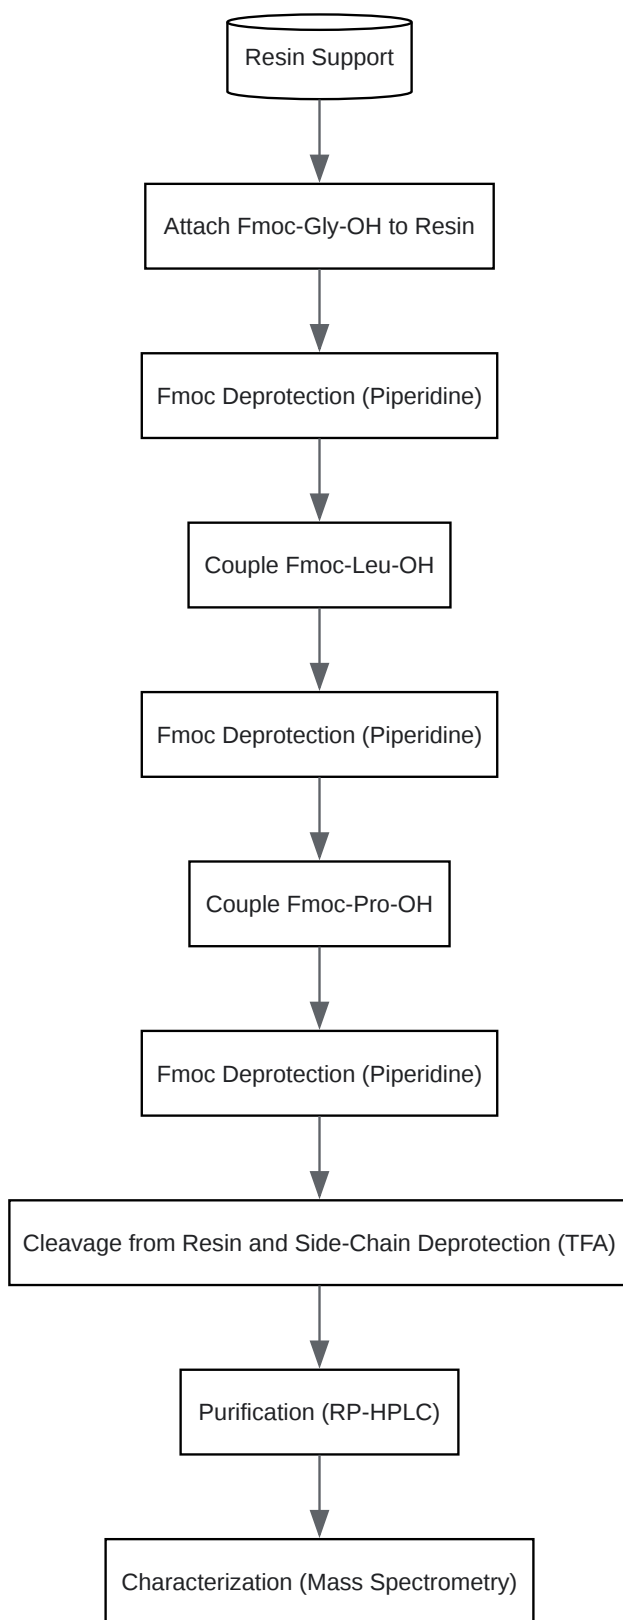 Resin Support
Attach Fmoc-Gly-OH to Resin
Fmoc Deprotection (Piperidine)
Couple Fmoc-Leu-OH
Fmoc Deprotection (Piperidine)
Couple Fmoc-Pro-OH
Fmoc Deprotection (Piperidine)
Cleavage from Resin and Side-Chain Deprotection (TFA)
Purification (RP-HPLC)
Characterization (Mass Spectrometry)